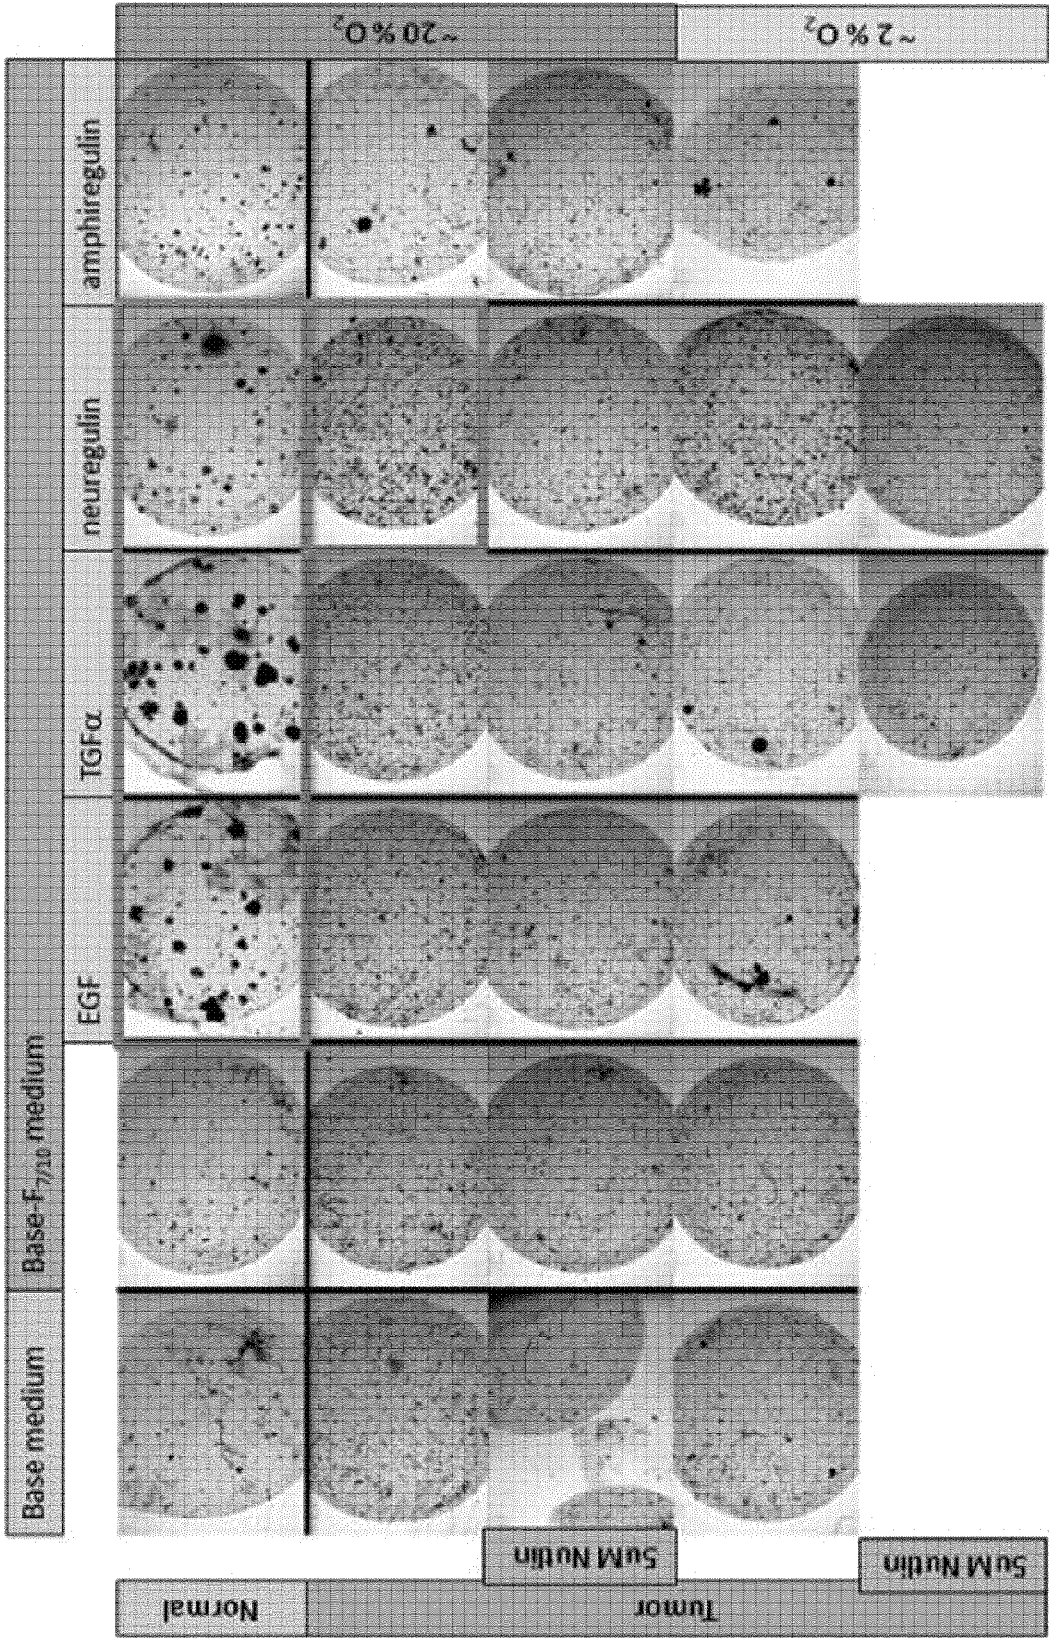 Base medium
Base-F7/10 medium
EGF
TGFα
neuregulin
amphiregulin
Normal
Tumor
5uM Nutlin
5uM Nutlin
~20 % O2
~2 % O2